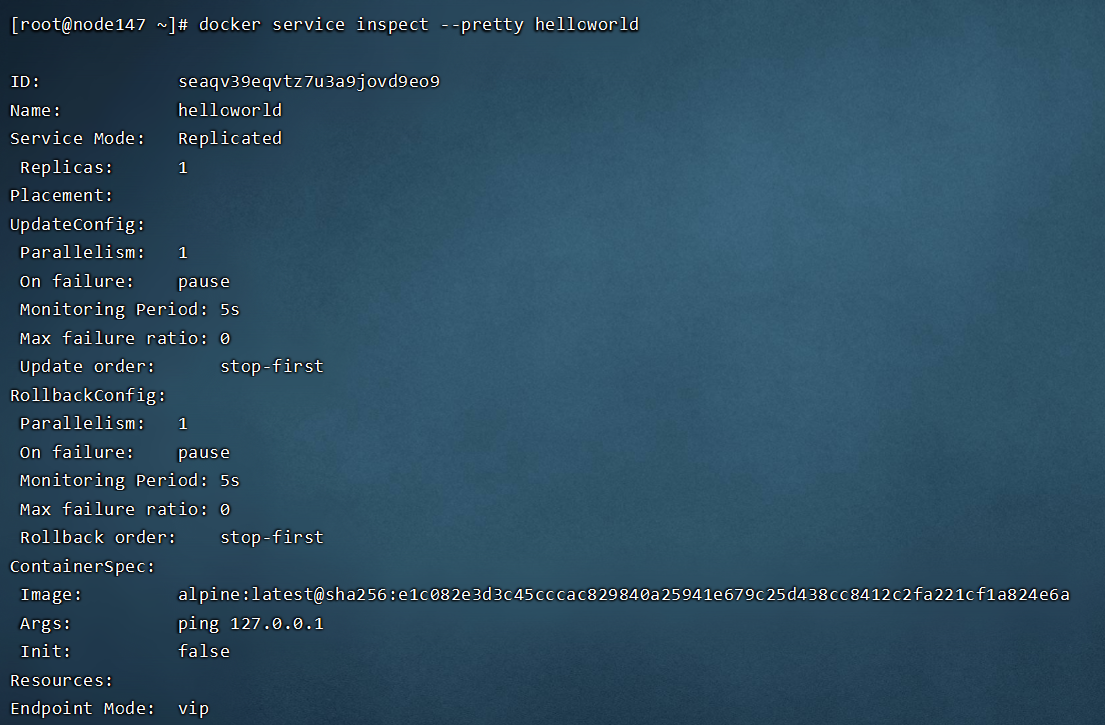 [root@node147 ~]# docker service inspect --pretty helloworld
ID: seaqv39eqvtz7u3a9jovd9eo9
Name: helloworld
Service Mode: Replicated
Replicas: 1
Placement:
UpdateConfig:
Parallelism: 1
On failure: pause
Monitoring Period: 5s
Max failure ratio: 0
Update order: stop-first
RollbackConfig:
Parallelism: 1
On failure: pause
Monitoring Period: 5s
Max failure ratio: 0
Rollback order: stop-first
ContainerSpec:
Image: alpine:latest@sha256:e1c082e3d3c45cccac829840a25941e679c25d438cc8412c2fa221cf1a824e6a
Args: ping 127.0.0.1
Init: false
Resources:
Endpoint Mode: vip